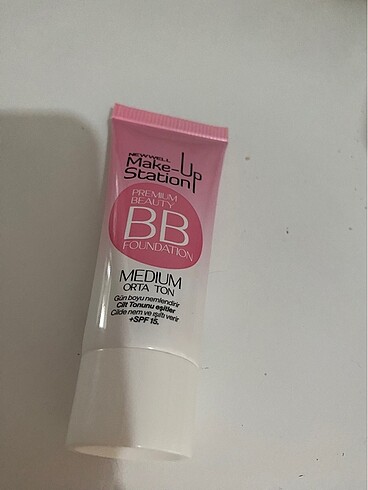 NEW WELL
Make-Up
Station
PREMIUM
BEAUTY
BB
FOUNDATION
MEDIUM
ORTA TON
Gün boyu nemlendirir
Cilt Tonunu eşitler
Cilde nem ve ışıltı verir
+SPF 15.